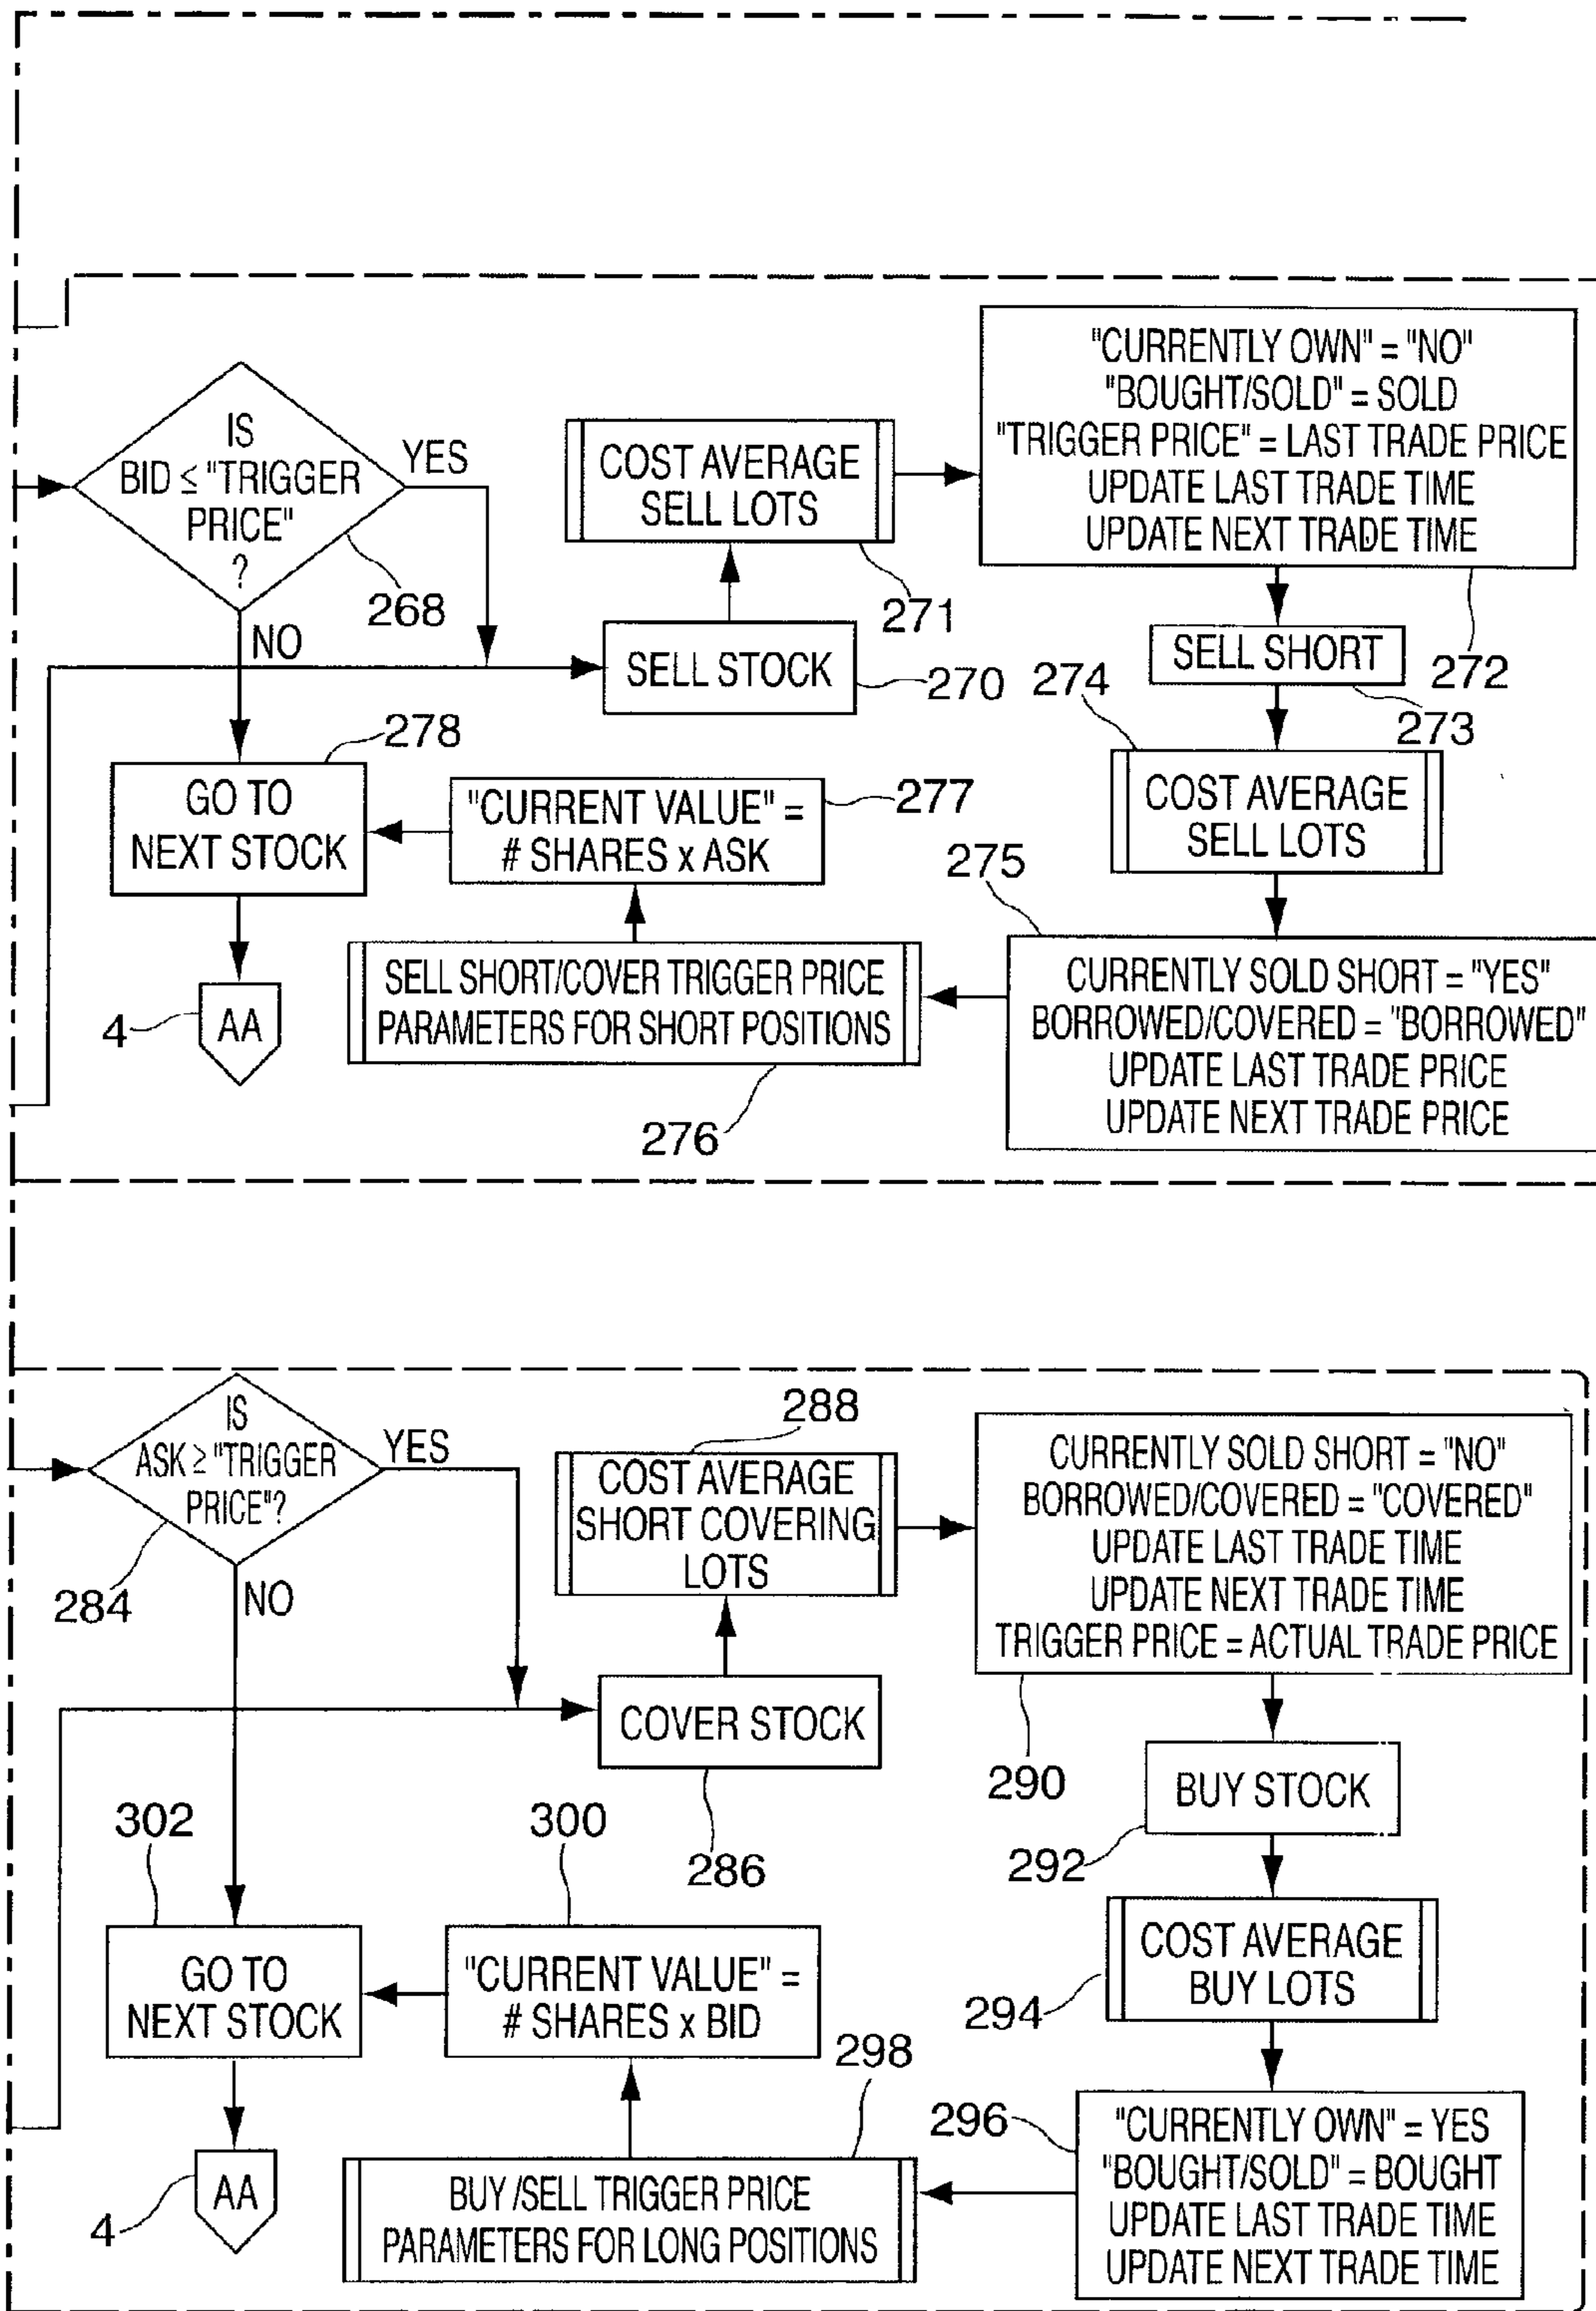 IS
BID ≤ "TRIGGER
PRICE"
?
YES
NO
268
COST AVERAGE
SELL LOTS
271
SELL STOCK
270
"CURRENTLY OWN" = "NO"
"BOUGHT/SOLD" = SOLD
"TRIGGER PRICE" = LAST TRADE PRICE
UPDATE LAST TRADE TIME
UPDATE NEXT TRADE TIME
272
SELL SHORT
273
274
COST AVERAGE
SELL LOTS
275
CURRENTLY SOLD SHORT = "YES"
BORROWED/COVERED = "BORROWED"
UPDATE LAST TRADE PRICE
UPDATE NEXT TRADE PRICE
SELL SHORT/COVER TRIGGER PRICE
PARAMETERS FOR SHORT POSITIONS
276
"CURRENT VALUE" =
# SHARES x ASK
277
278
GO TO
NEXT STOCK
4
AA
IS
ASK ≥ "TRIGGER
PRICE"?
YES
NO
284
288
COST AVERAGE
SHORT COVERING
LOTS
COVER STOCK
286
CURRENTLY SOLD SHORT = "NO"
BORROWED/COVERED = "COVERED"
UPDATE LAST TRADE TIME
UPDATE NEXT TRADE TIME
TRIGGER PRICE = ACTUAL TRADE PRICE
290
BUY STOCK
292
COST AVERAGE
BUY LOTS
294
296
"CURRENTLY OWN" = YES
"BOUGHT/SOLD" = BOUGHT
UPDATE LAST TRADE TIME
UPDATE NEXT TRADE TIME
298
BUY /SELL TRIGGER PRICE
PARAMETERS FOR LONG POSITIONS
300
"CURRENT VALUE" =
# SHARES x BID
302
GO TO
NEXT STOCK
4
AA